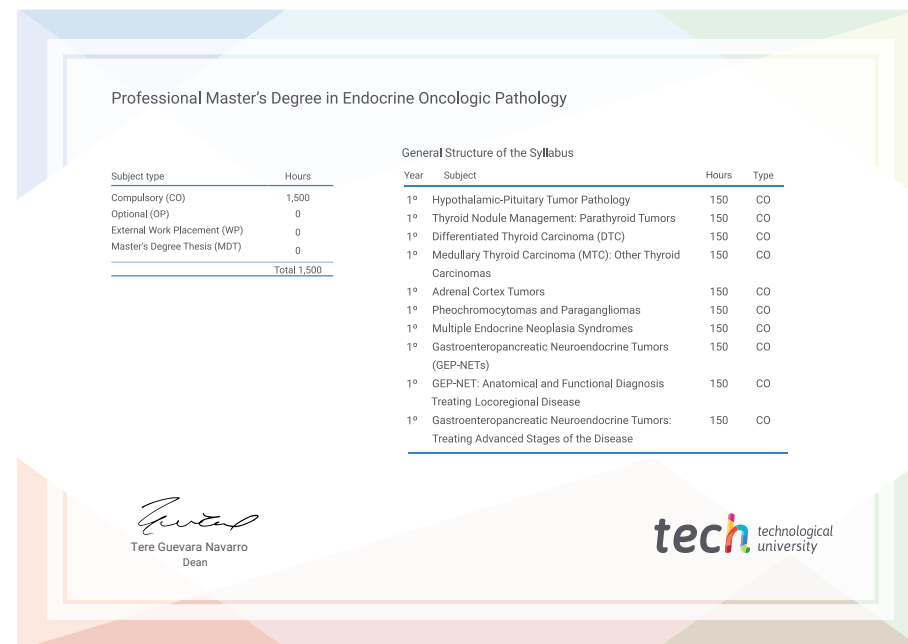 Professional Master's Degree in Endocrine Oncologic Pathology
Subject type Hours
Compulsory (CO) 1,500
Optional (OP) 0
External Work Placement (WP) 0
Master's Degree Thesis (MDT) 0
Total 1,500
General Structure of the Syllabus
Year Subject Hours Type
1º Hypothalamic-Pituitary Tumor Pathology 150 CO
1º Thyroid Nodule Management: Parathyroid Tumors 150 CO
1º Differentiated Thyroid Carcinoma (DTC) 150 CO
1º Medullary Thyroid Carcinoma (MTC): Other Thyroid 150 CO
Carcinomas
1º Adrenal Cortex Tumors 150 CO
1º Pheochromocytomas and Paragangliomas 150 CO
1º Multiple Endocrine Neoplasia Syndromes 150 CO
1º Gastroenteropancreatic Neuroendocrine Tumors 150 CO
(GEP-NETs)
1º GEP-NET: Anatomical and Functional Diagnosis 150 CO
Treating Locoregional Disease
1º Gastroenteropancreatic Neuroendocrine Tumors: 150 CO
Treating Advanced Stages of the Disease
Tere Guevara Navarro
Dean
tech technological
university